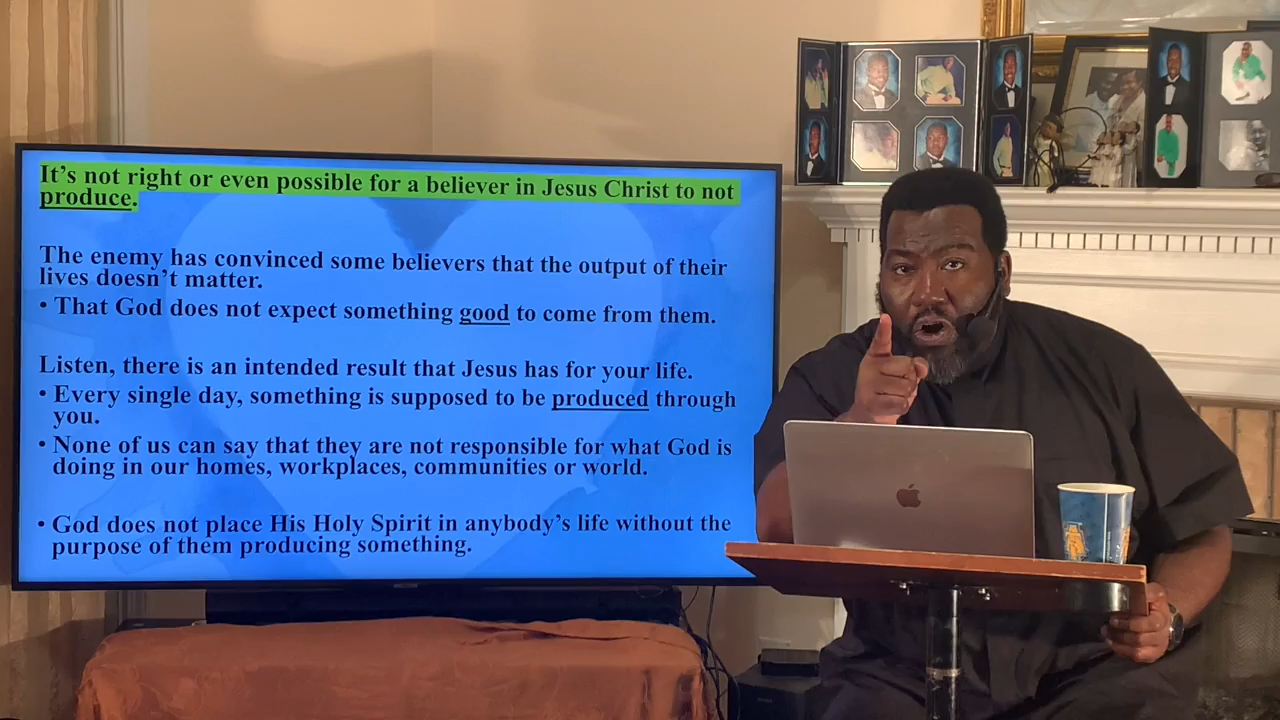 It's not right or even possible for a believer in Jesus Christ to not
produce.
The enemy has convinced some believers that the output of their
lives doesn't matter.
• That God does not expect something good to come from them.
Listen, there is an intended result that Jesus has for your life.
• Every single day, something is supposed to be produced through
you.
• None of us can say that they are not responsible for what God is
doing in our homes, workplaces, communities or world.
• God does not place His Holy Spirit in anybody's life without the
purpose of them producing something.